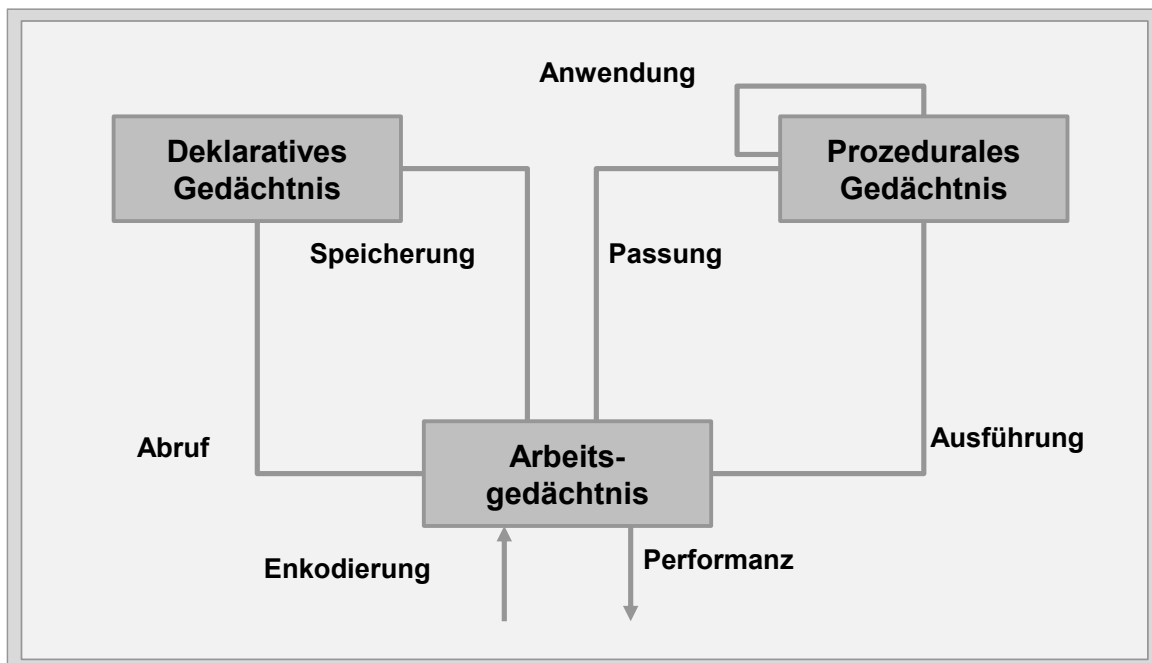 Anwendung
Deklaratives
Gedächtnis
Prozedurales
Gedächtnis
Speicherung
Passung
Abruf
Arbeits-
gedächtnis
Ausführung
Enkodierung
Performanz